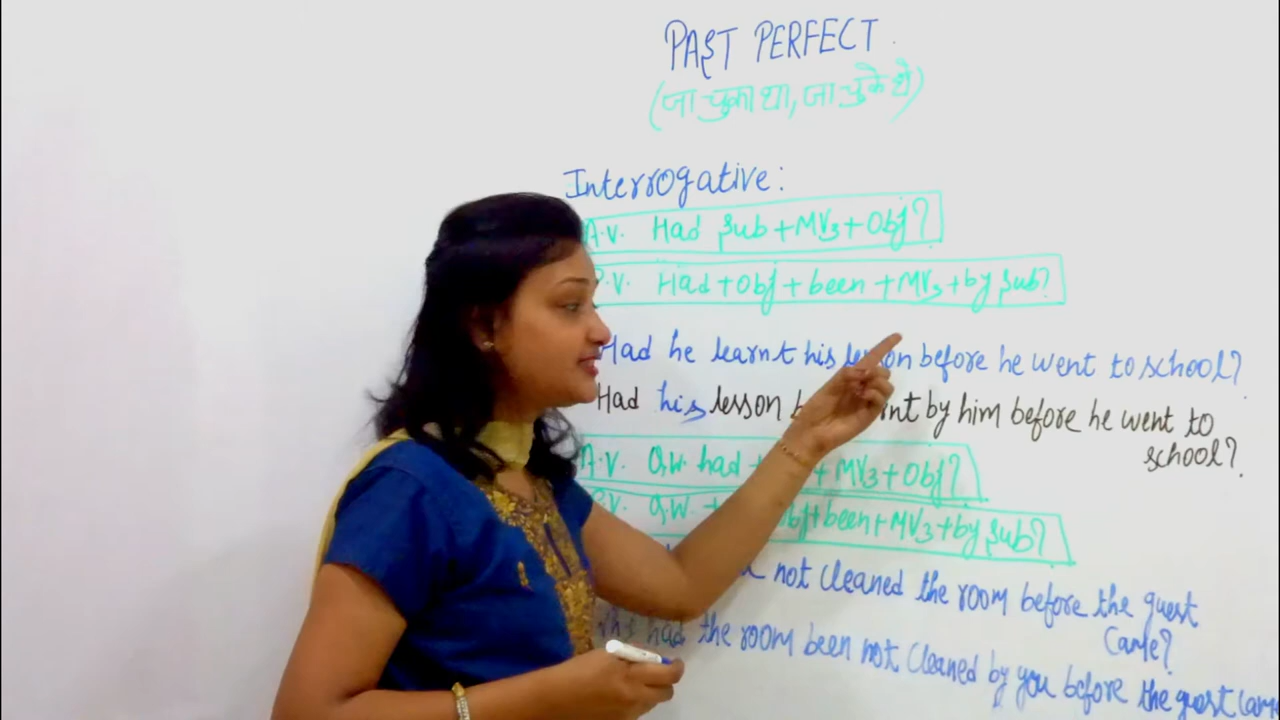 PAST PERFECT
(जा चुका था, जा चुके थे)
Interrogative:
A.V. Had Sub + MV3 + Obj?
P.V. Had + Obj + been + MV3 + by Sub?
Had he learnt his lesson before he went to school?
Had his lesson by him before he went to
school?
A.V. Q.W. had + MV3 + Obj?
Q.W. + been + MV3 + by Sub?
not cleaned the room before the guest
came?
had the room been not cleaned by you before the guest